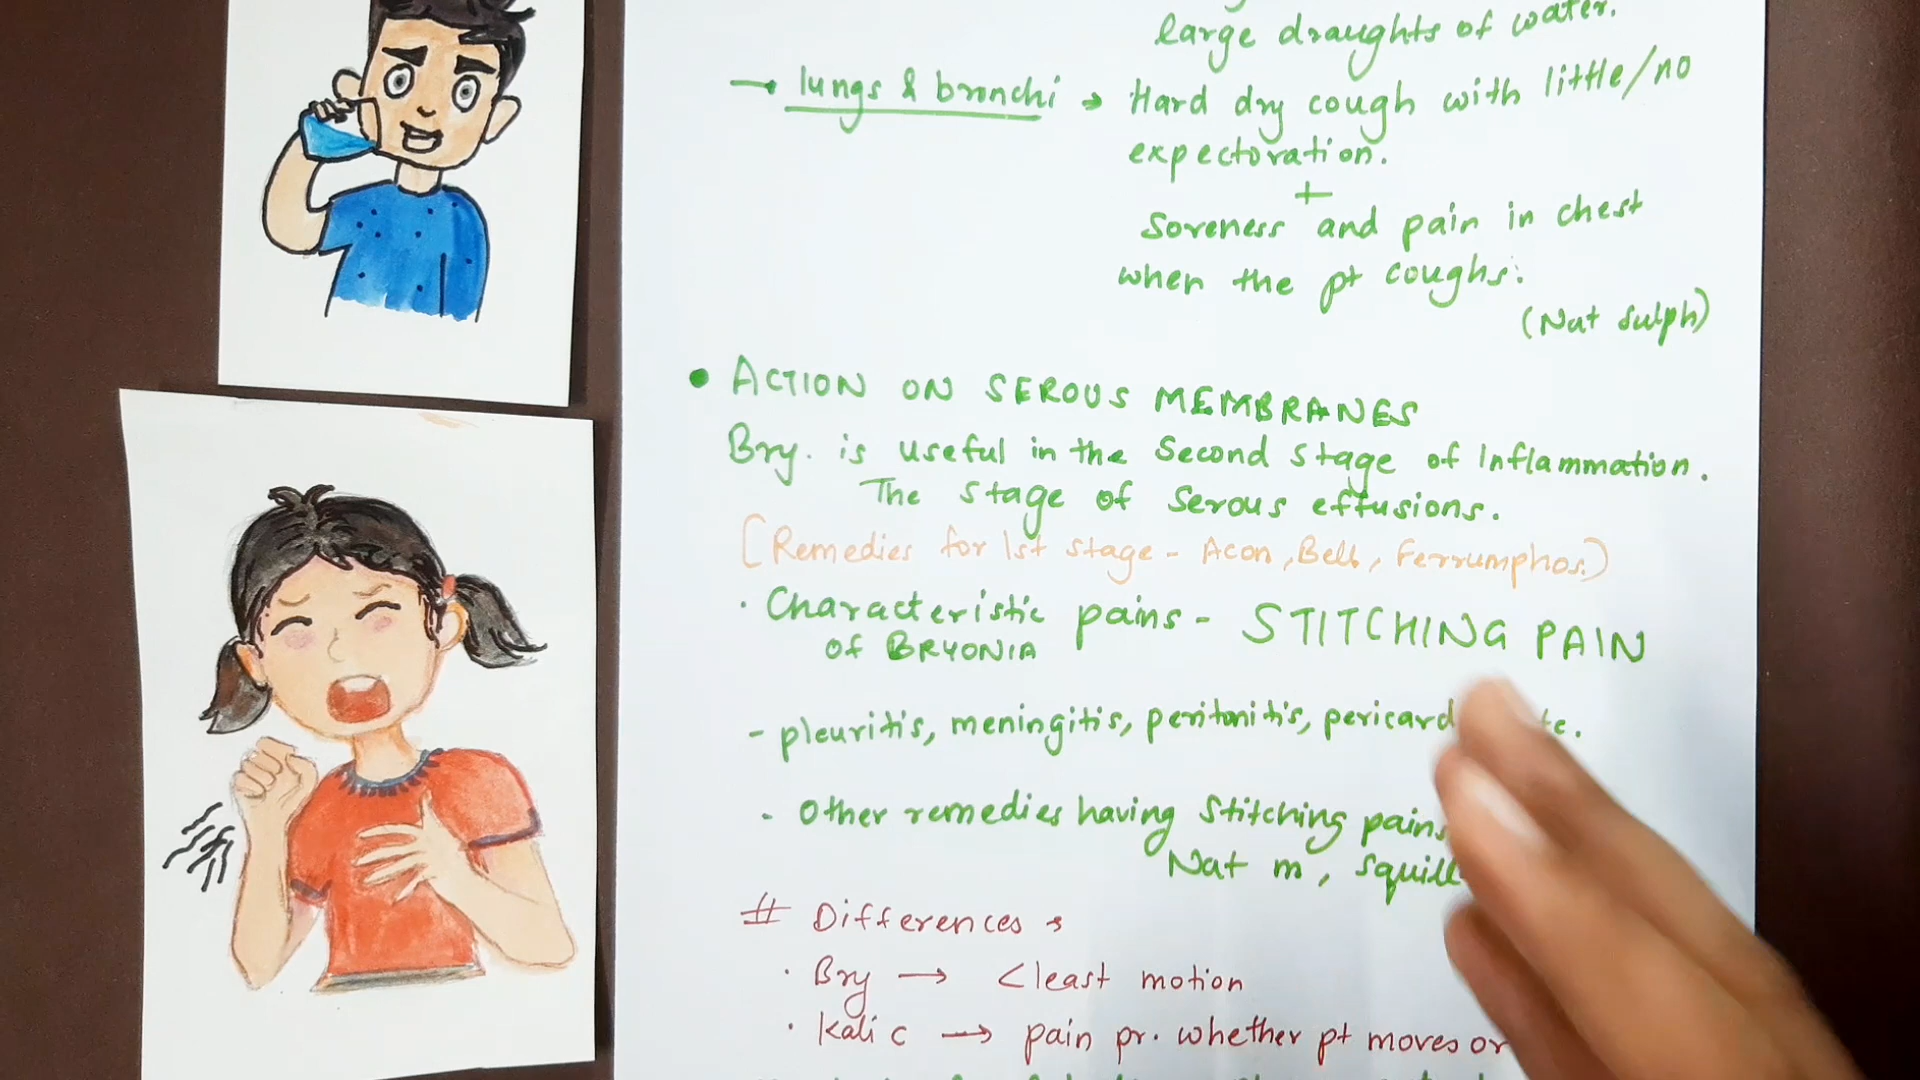 large draughts of water.
→ lungs & bronchi → Hard dry cough with little/no
expectoration.
+
Soreness and pain in chest
when the pt coughs.
(Nat Sulph)
• ACTION ON SEROUS MEMBRANES
Bry. is useful in the Second stage of Inflammation.
The stage of serous effusions.
[Remedies for 1st stage - Acon, Bell, Ferrumphos.)
· Characteristic pains - STITCHING PAIN
of BRYONIA
- pleuritis, meningitis, peritonitis,
- Other remedies having Stitching pains
Nat m,
# Differences →
· Bry → < least motion
· Kali c → pain pr. whether pt moves or